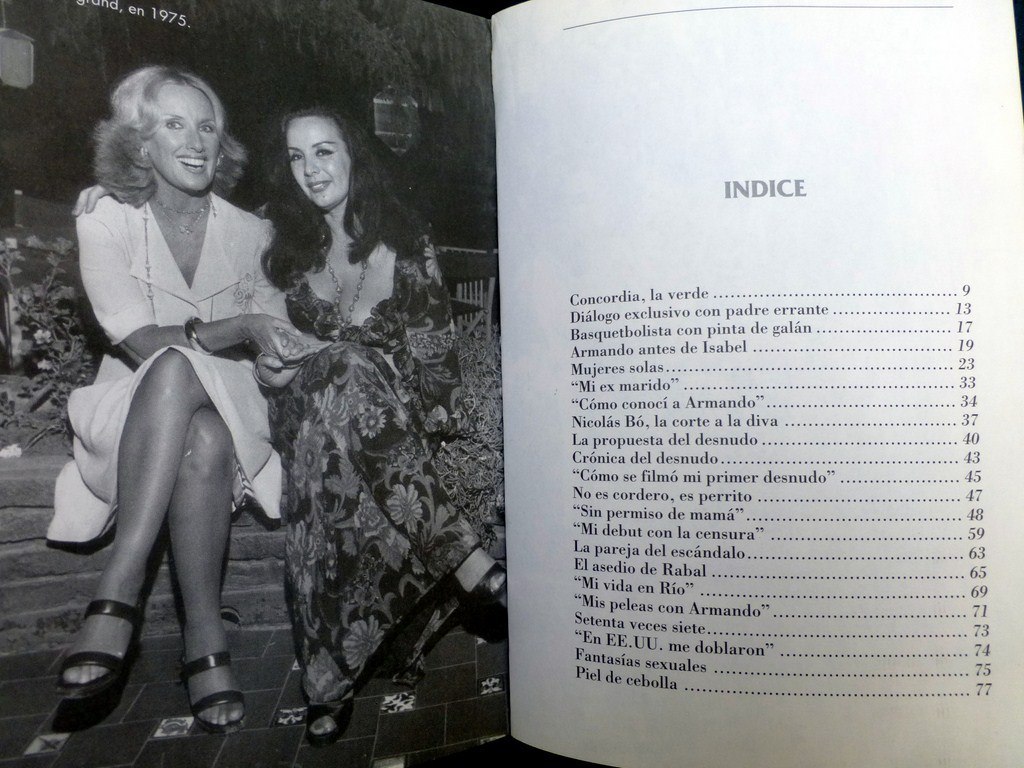 grand, en 1975.
INDICE
Concordia, la verde ........................................................ 9
Diálogo exclusivo con padre errante ........................... 13
Basquetbolista con pinta de galán ............................... 17
Armando antes de Isabel ............................................. 19
Mujeres solas................................................................ 23
“Mi ex marido” ............................................................. 33
“Cómo conocí a Armando”.......................................... 34
Nicolás Bó, la corte a la diva ...................................... 37
La propuesta del desnudo ............................................ 40
Crónica del desnudo..................................................... 43
“Cómo se filmó mi primer desnudo” ........................... 45
No es cordero, es perrito .............................................. 47
“Sin permiso de mamá”................................................ 48
“Mi debut con la censura” ........................................... 59
La pareja del escándalo................................................ 63
El asedio de Rabal ........................................................ 65
“Mi vida en Río” ........................................................... 69
“Mis peleas con Armando”........................................... 71
Setenta veces siete......................................................... 73
“En EE.UU. me doblaron” ........................................... 74
Fantasías sexuales ........................................................ 75
Piel de cebolla .............................................................. 77